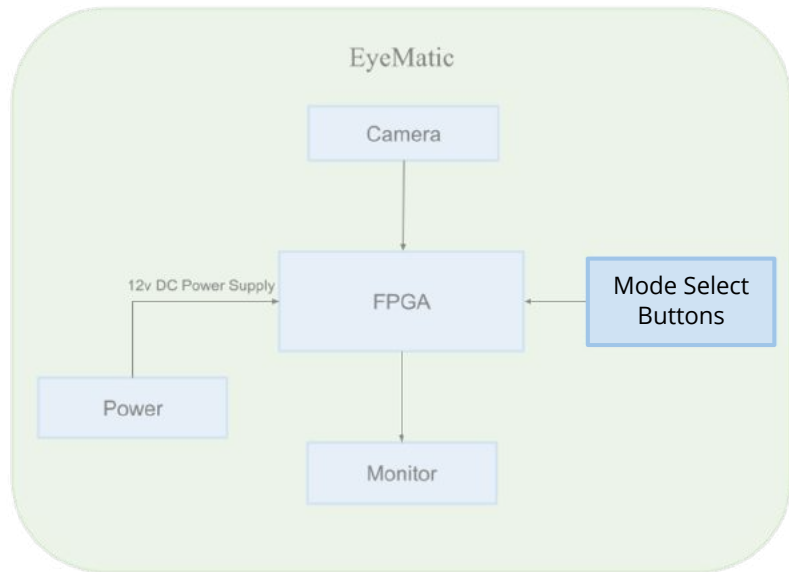 EyeMatic
Camera
12v DC Power Supply
FPGA
Mode Select
Buttons
Power
Monitor